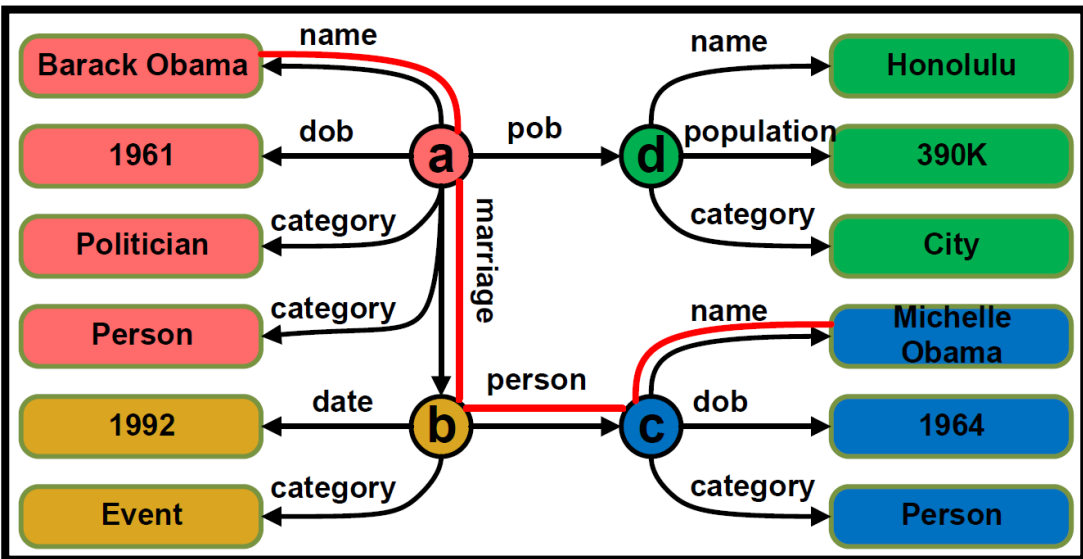 name
Barack Obama
name
Honolulu
dob
1961
a
pob
d
population
390K
category
Politician
marriage
category
City
category
Person
name
Michelle
Obama
date
1992
b
person
c
dob
1964
category
Event
category
Person